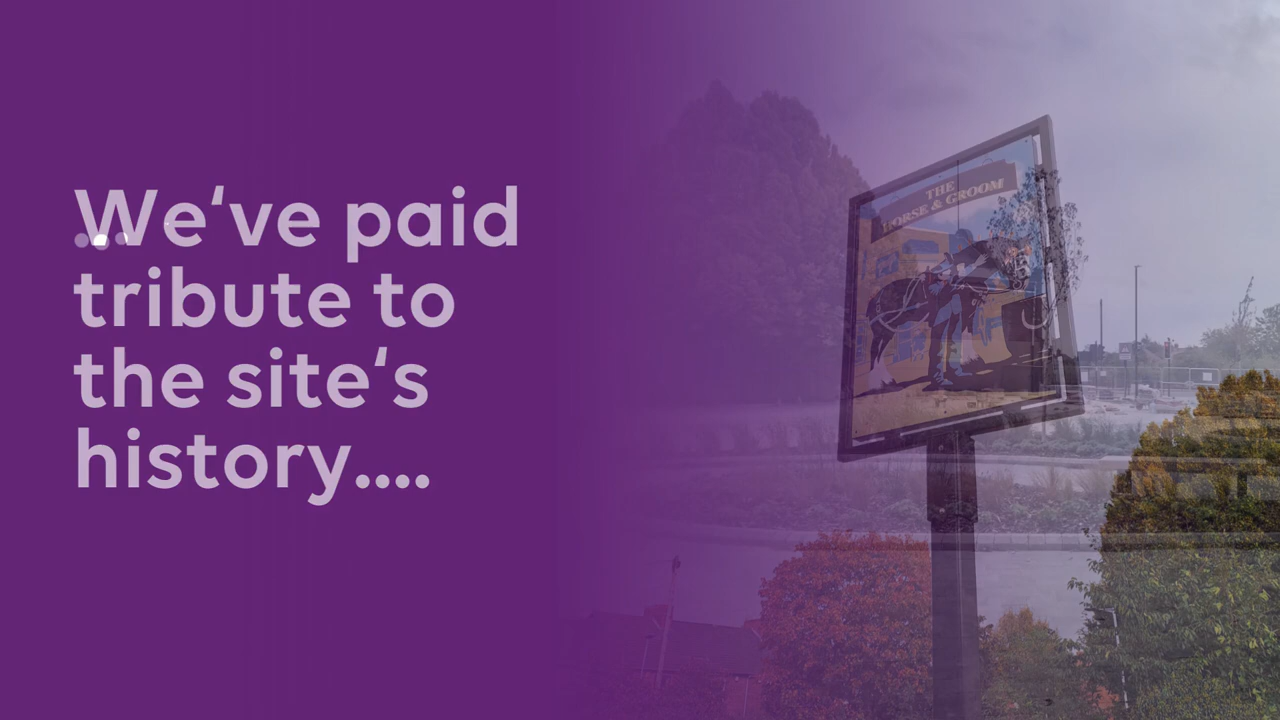 We‘ve paid
tribute to
the site‘s
history....
THE
HORSE & GROOM